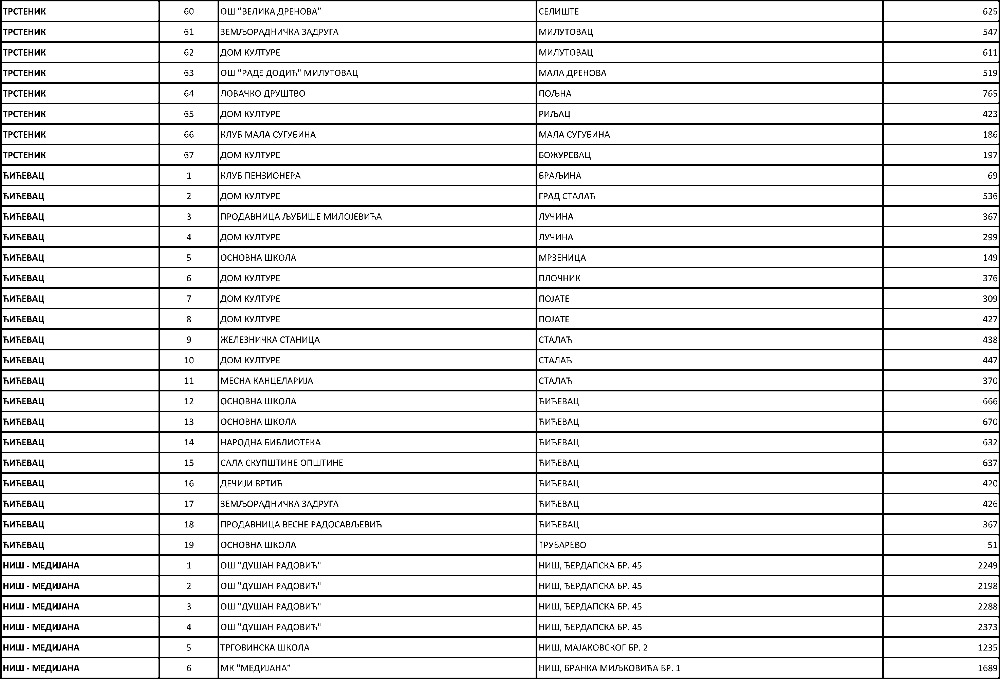 ТРСТЕНИК 60 ОШ "ВЕЛИКА ДРЕНОВА" СЕЛИШТЕ 625
ТРСТЕНИК 61 ЗЕМЉОРАДНИЧКА ЗАДРУГА МИЛУТОВАЦ 547
ТРСТЕНИК 62 ДОМ КУЛТУРЕ МИЛУТОВАЦ 611
ТРСТЕНИК 63 ОШ "РАДЕ ДОДИЋ" МИЛУТОВАЦ МАЛА ДРЕНОВА 519
ТРСТЕНИК 64 ЛОВАЧКО ДРУШТВО ПОЉНА 765
ТРСТЕНИК 65 ДОМ КУЛТУРЕ РИЉАЦ 423
ТРСТЕНИК 66 КЛУБ МАЛА СУГУБИНА МАЛА СУГУБИНА 186
ТРСТЕНИК 67 ДОМ КУЛТУРЕ БОЖУРЕВАЦ 197
ЋИЋЕВАЦ 1 КЛУБ ПЕНЗИОНЕРА БРАЉИНА 69
ЋИЋЕВАЦ 2 ДОМ КУЛТУРЕ ГРАД СТАЛАЋ 536
ЋИЋЕВАЦ 3 ПРОДАВНИЦА ЉУБИШЕ МИЛОЈЕВИЋА ЛУЧИНА 367
ЋИЋЕВАЦ 4 ДОМ КУЛТУРЕ ЛУЧИНА 299
ЋИЋЕВАЦ 5 ОСНОВНА ШКОЛА МРЗЕНИЦА 149
ЋИЋЕВАЦ 6 ДОМ КУЛТУРЕ ПЛОЧНИК 376
ЋИЋЕВАЦ 7 ДОМ КУЛТУРЕ ПОЈАТЕ 309
ЋИЋЕВАЦ 8 ДОМ КУЛТУРЕ ПОЈАТЕ 427
ЋИЋЕВАЦ 9 ЖЕЛЕЗНИЧКА СТАНИЦА СТАЛАЋ 438
ЋИЋЕВАЦ 10 ДОМ КУЛТУРЕ СТАЛАЋ 447
ЋИЋЕВАЦ 11 МЕСНА КАНЦЕЛАРИЈА СТАЛАЋ 370
ЋИЋЕВАЦ 12 ОСНОВНА ШКОЛА ЋИЋЕВАЦ 666
ЋИЋЕВАЦ 13 ОСНОВНА ШКОЛА ЋИЋЕВАЦ 670
ЋИЋЕВАЦ 14 НАРОДНА БИБЛИОТЕКА ЋИЋЕВАЦ 632
ЋИЋЕВАЦ 15 САЛА СКУПШТИНЕ ОПШТИНЕ ЋИЋЕВАЦ 637
ЋИЋЕВАЦ 16 ДЕЧИЈИ ВРТИЋ ЋИЋЕВАЦ 420
ЋИЋЕВАЦ 17 ЗЕМЉОРАДНИЧКА ЗАДРУГА ЋИЋЕВАЦ 426
ЋИЋЕВАЦ 18 ПРОДАВНИЦА ВЕСНЕ РАДОСАВЉЕВИЋ ЋИЋЕВАЦ 367
ЋИЋЕВАЦ 19 ОСНОВНА ШКОЛА ТРУБАРЕВО 51
НИШ - МЕДИЈАНА 1 ОШ "ДУШАН РАДОВИЋ" НИШ, ЂЕРДАПСКА БР. 45 2249
НИШ - МЕДИЈАНА 2 ОШ "ДУШАН РАДОВИЋ" НИШ, ЂЕРДАПСКА БР. 45 2198
НИШ - МЕДИЈАНА 3 ОШ "ДУШАН РАДОВИЋ" НИШ, ЂЕРДАПСКА БР. 45 2288
НИШ - МЕДИЈАНА 4 ОШ "ДУШАН РАДОВИЋ" НИШ, ЂЕРДАПСКА БР. 45 2373
НИШ - МЕДИЈАНА 5 ТРГОВИНСКА ШКОЛА НИШ, МАЈАКОВСКОГ БР. 2 1235
НИШ - МЕДИЈАНА 6 МК "МЕДИЈАНА" НИШ, БРАНКА МИЉКОВИЋА БР. 1 1689